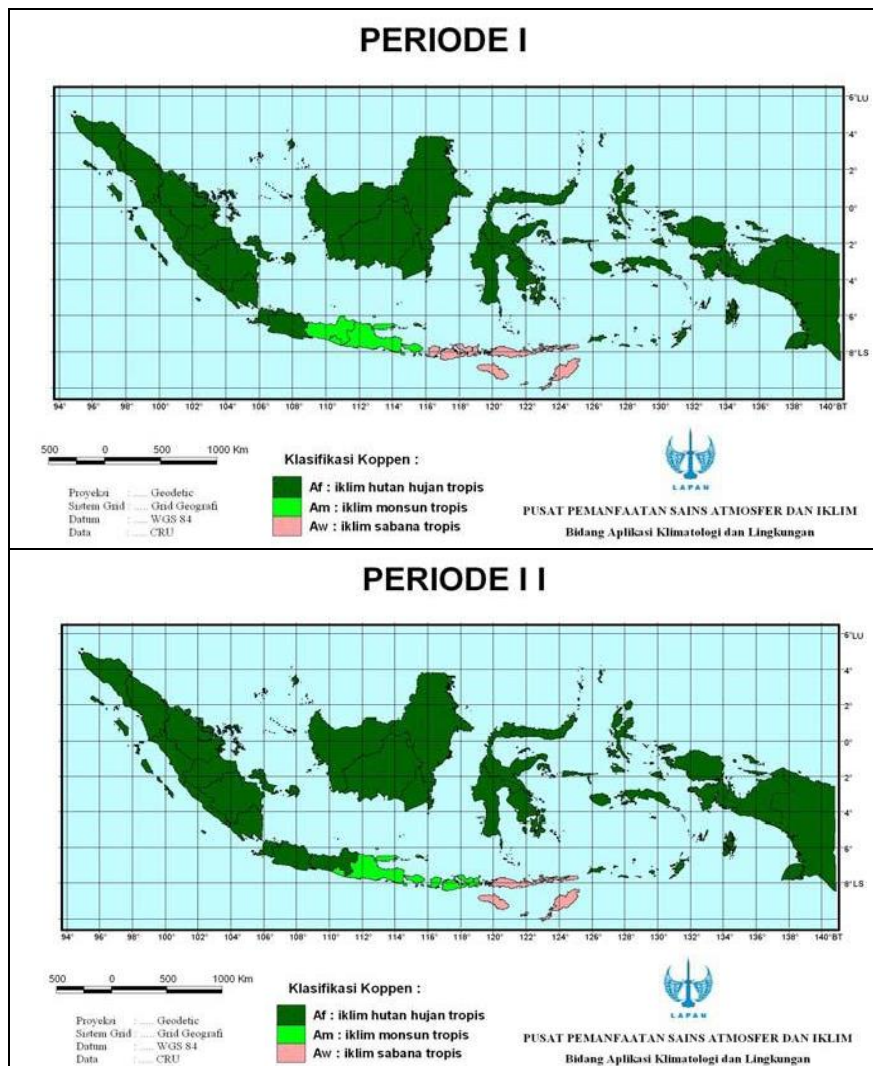 PERIODE I
6°LU
4°
2°
0°
2°
4°
6°
8°LS
94° 96° 98° 100° 102° 104° 106° 108° 110° 112° 114° 116° 118° 120° 122° 124° 126° 128° 130° 132° 134° 136° 138° 140°BT
500 0 500 1000 Km
Klasifikasi Koppen :
Af : iklim hutan hujan tropis
Am : iklim monsun tropis
Aw : iklim sabana tropis
Proyeksi : ..... Geodetic
Sistem Grid : ..... Grid Geografi
Datum : ..... WGS 84
Data : ..... CRU
LAPAN
PUSAT PEMANFAATAN SAINS ATMOSFER DAN IKLIM
Bidang Aplikasi Klimatologi dan Lingkungan
PERIODE I I
6°LU
4°
2°
0°
2°
4°
6°
8°LS
94° 96° 98° 100° 102° 104° 106° 108° 110° 112° 114° 116° 118° 120° 122° 124° 126° 128° 130° 132° 134° 136° 138° 140°BT
500 0 500 1000 Km
Klasifikasi Koppen :
Af : iklim hutan hujan tropis
Am : iklim monsun tropis
Aw : iklim sabana tropis
Proyeksi : ..... Geodetic
Sistem Grid : ..... Grid Geografi
Datum : ..... WGS 84
Data : ..... CRU
LAPAN
PUSAT PEMANFAATAN SAINS ATMOSFER DAN IKLIM
Bidang Aplikasi Klimatologi dan Lingkungan